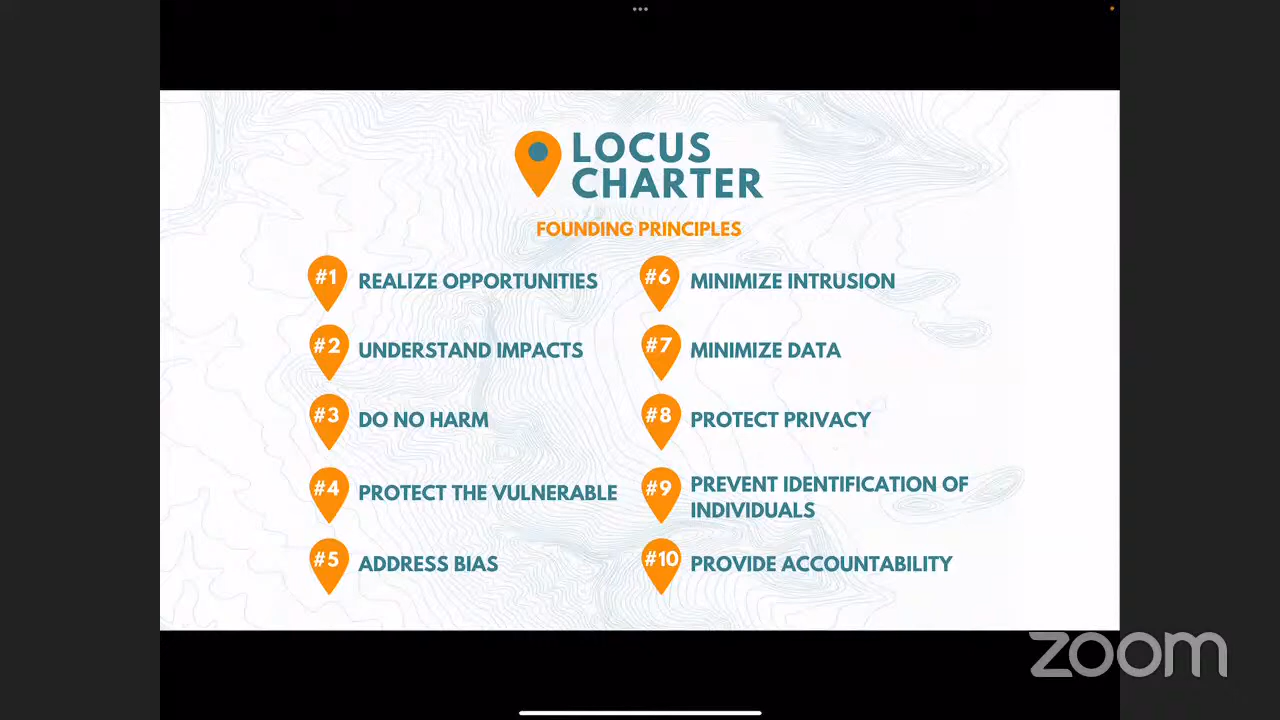 LOCUS
CHARTER
FOUNDING PRINCIPLES
#1 REALIZE OPPORTUNITIES
#2 UNDERSTAND IMPACTS
#3 DO NO HARM
#4 PROTECT THE VULNERABLE
#5 ADDRESS BIAS
#6 MINIMIZE INTRUSION
#7 MINIMIZE DATA
#8 PROTECT PRIVACY
#9 PREVENT IDENTIFICATION OF
INDIVIDUALS
#10 PROVIDE ACCOUNTABILITY
zoom